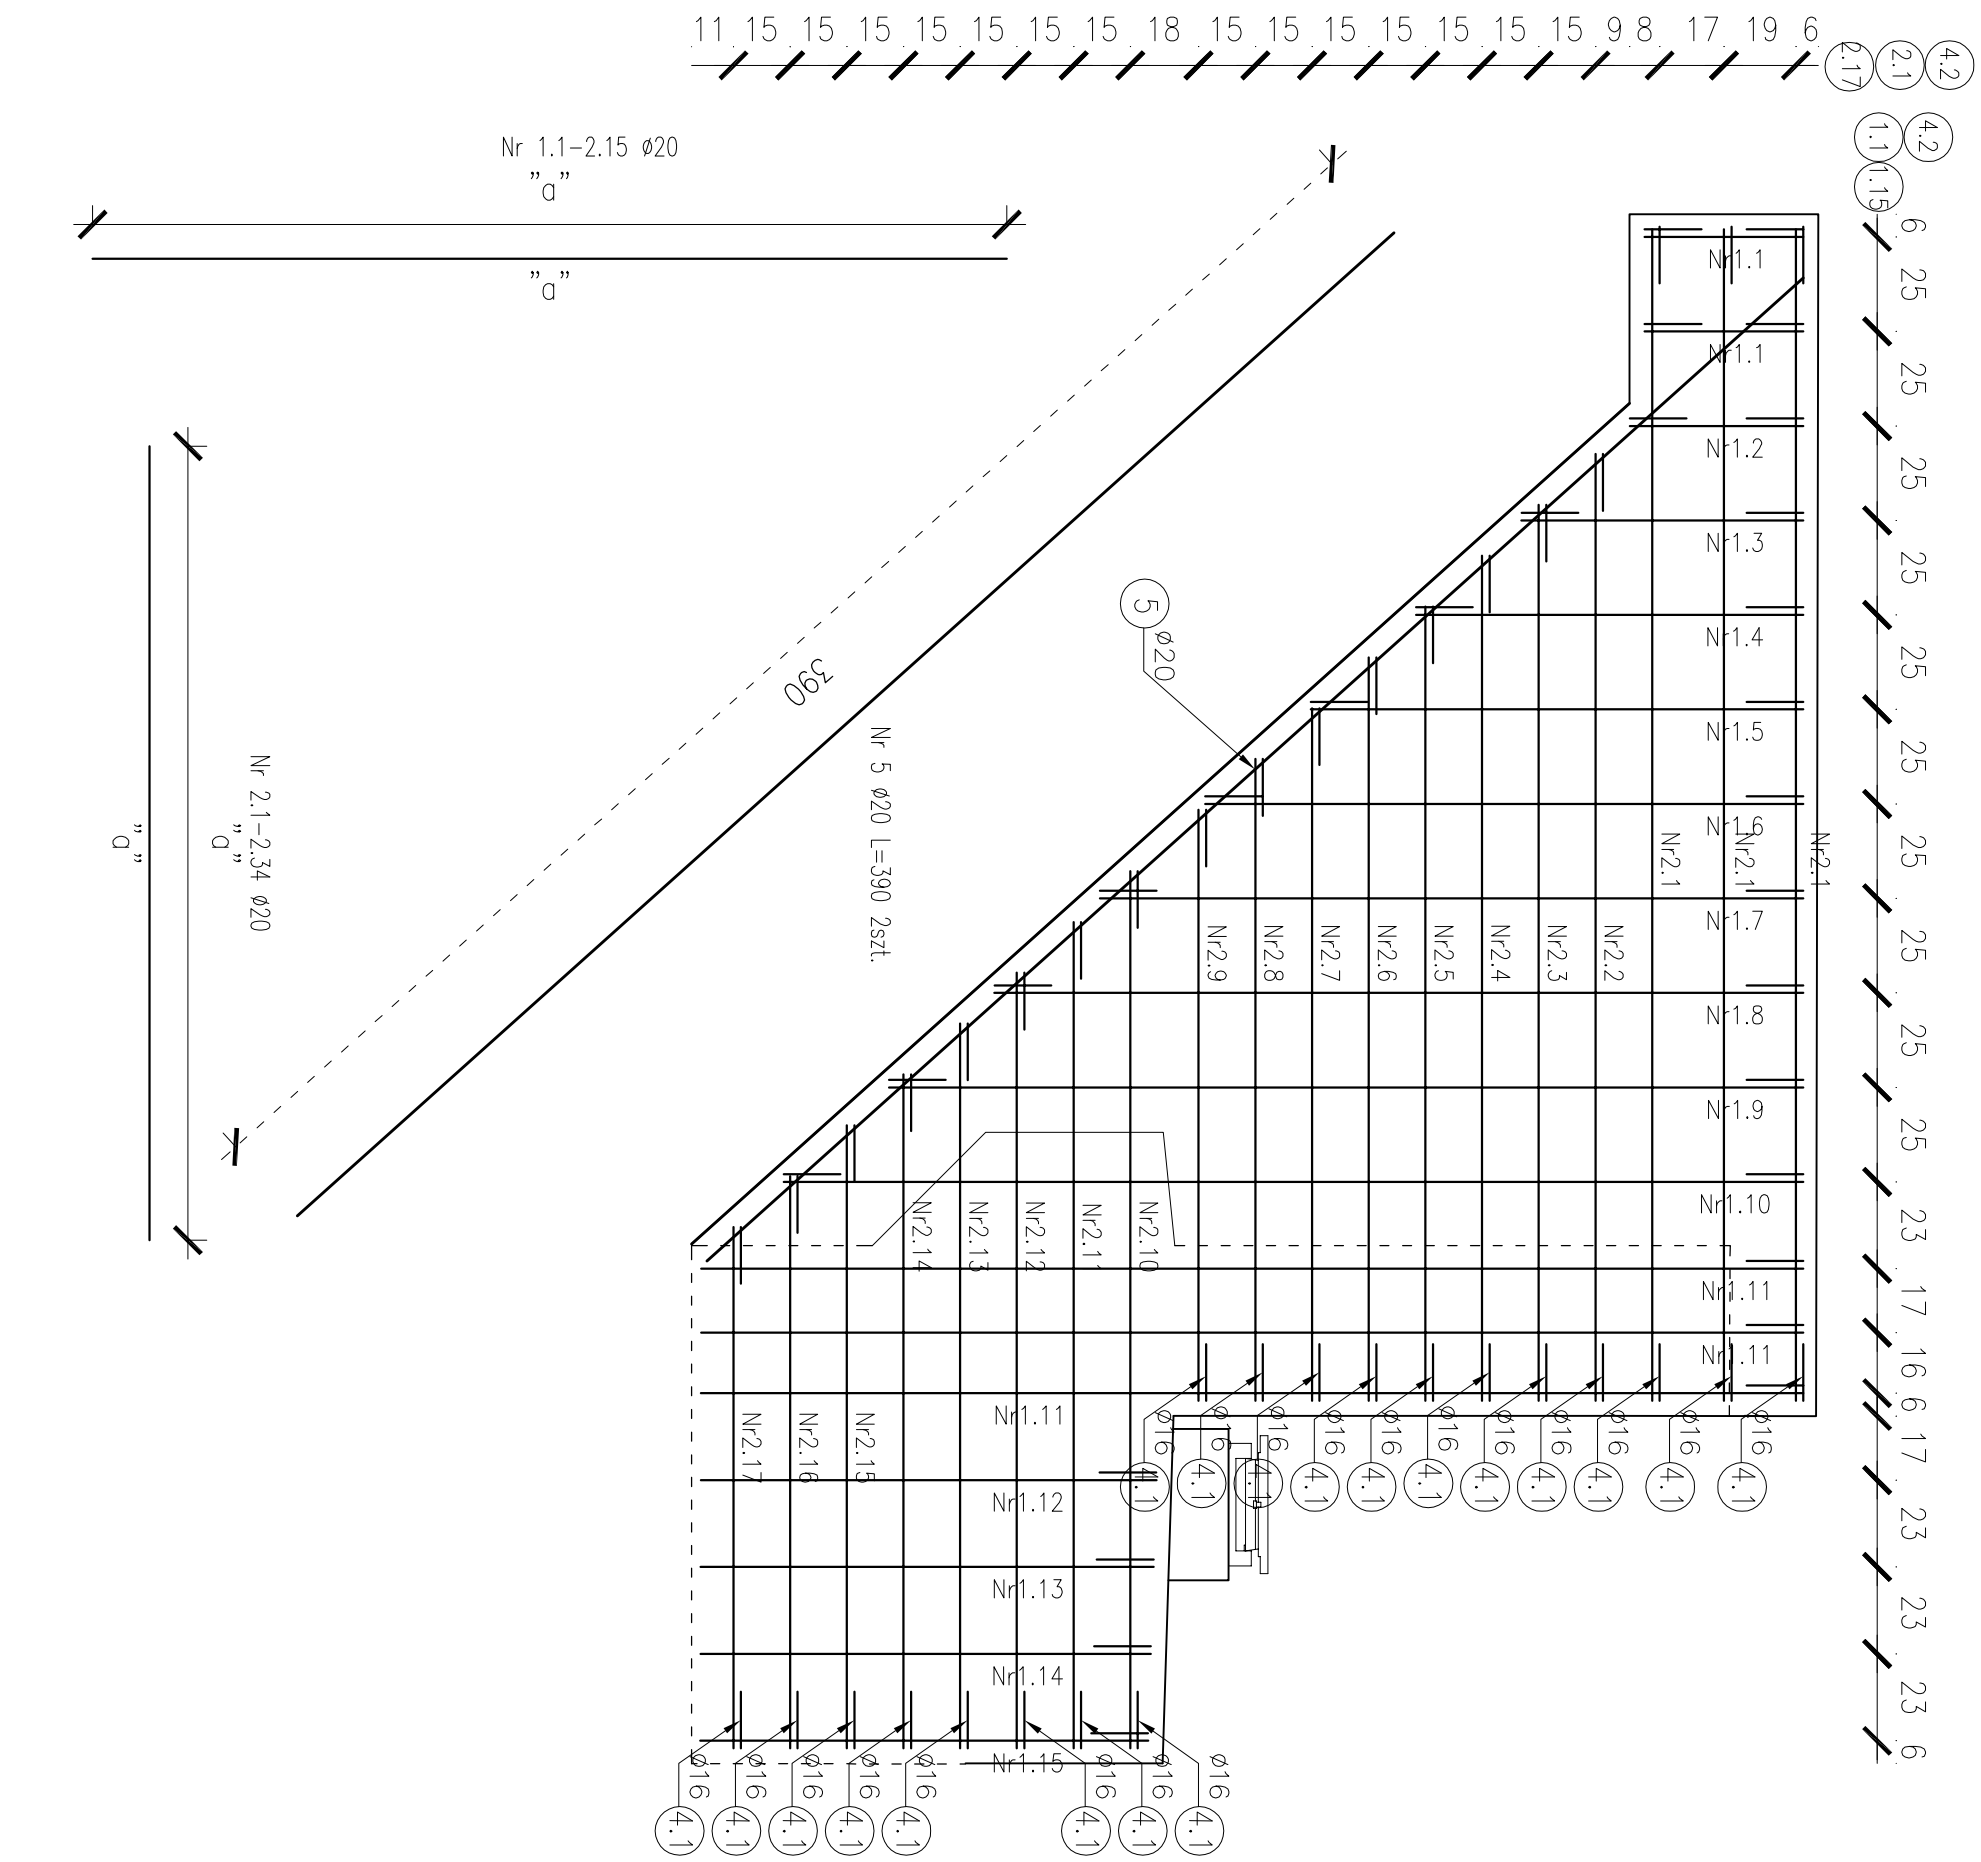 11 15 15 15 15 15 15 15 18 15 15 15 15 15 15 15 9 8 17 19 6
2.17 2.1 4.2
1.1 4.2
1.15
Nr 1.1-2.15 ø20
"a"
"a"
6
25
25
25
25
25
25
25
25
25
25
23
17
16
6
17
23
23
23
6
Nr1.1
Nr1.1
Nr1.2
Nr1.3
Nr1.4
Nr1.5
Nr1.6
Nr1.7
Nr1.8
Nr1.9
Nr1.10
Nr1.11
Nr1.11
Nr1.11
Nr1.12
Nr1.13
Nr1.14
Nr1.15
5 ø20
390
Nr 5 ø20 L=390 2szt.
Nr 2.1-2.34 ø20
"a"
"a"
Nr2.1
Nr2.1
Nr2.1
Nr2.2
Nr2.3
Nr2.4
Nr2.5
Nr2.6
Nr2.7
Nr2.8
Nr2.9
Nr2.10
Nr2.11
Nr2.12
Nr2.13
Nr2.14
Nr2.15
Nr2.16
Nr2.17
ø16 ø16 ø16 ø16 ø16 ø16 ø16 ø16 ø16 ø16 ø16
4.1 4.1 4.1 4.1 4.1 4.1 4.1 4.1 4.1 4.1 4.1
ø16 ø16 ø16 ø16 ø16 ø16 ø16 ø16
4.1 4.1 4.1 4.1 4.1 4.1 4.1 4.1